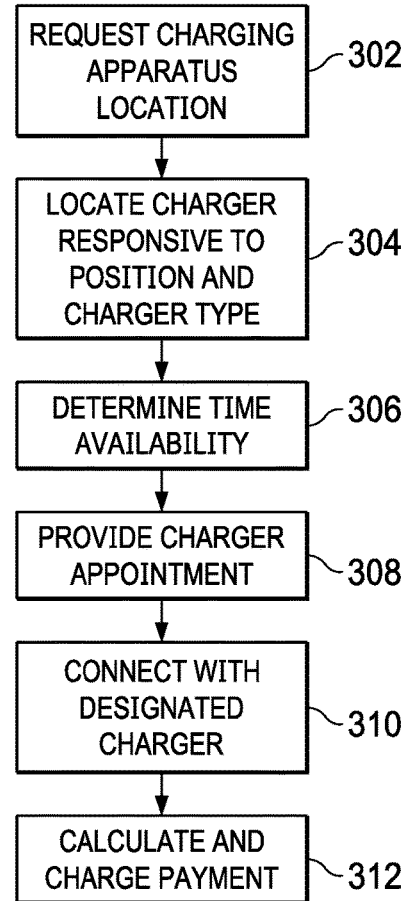 REQUEST CHARGING
APPARATUS
LOCATION
302
LOCATE CHARGER
RESPONSIVE TO
POSITION AND
CHARGER TYPE
304
DETERMINE TIME
AVAILABILITY
306
PROVIDE CHARGER
APPOINTMENT
308
CONNECT WITH
DESIGNATED
CHARGER
310
CALCULATE AND
CHARGE PAYMENT
312